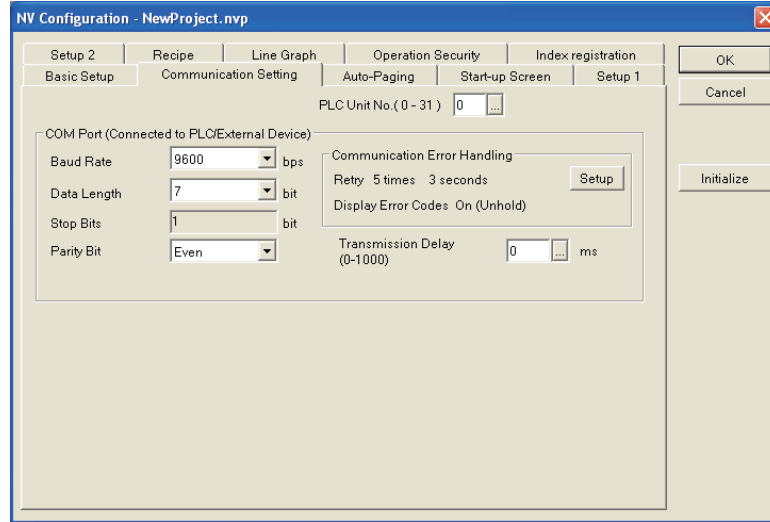 NV Configuration - NewProject.nvp
Setup 2 Recipe Line Graph Operation Security Index registration
Basic Setup Communication Setting Auto-Paging Start-up Screen Setup 1
OK
Cancel
Initialize
PLC Unit No.( 0 - 31 ) 0 ...
COM Port (Connected to PLC/External Device)
Baud Rate 9600 bps
Data Length 7 bit
Stop Bits 1 bit
Parity Bit Even
Communication Error Handling
Retry 5 times 3 seconds Setup
Display Error Codes On (Unhold)
Transmission Delay
(0-1000) 0 ... ms